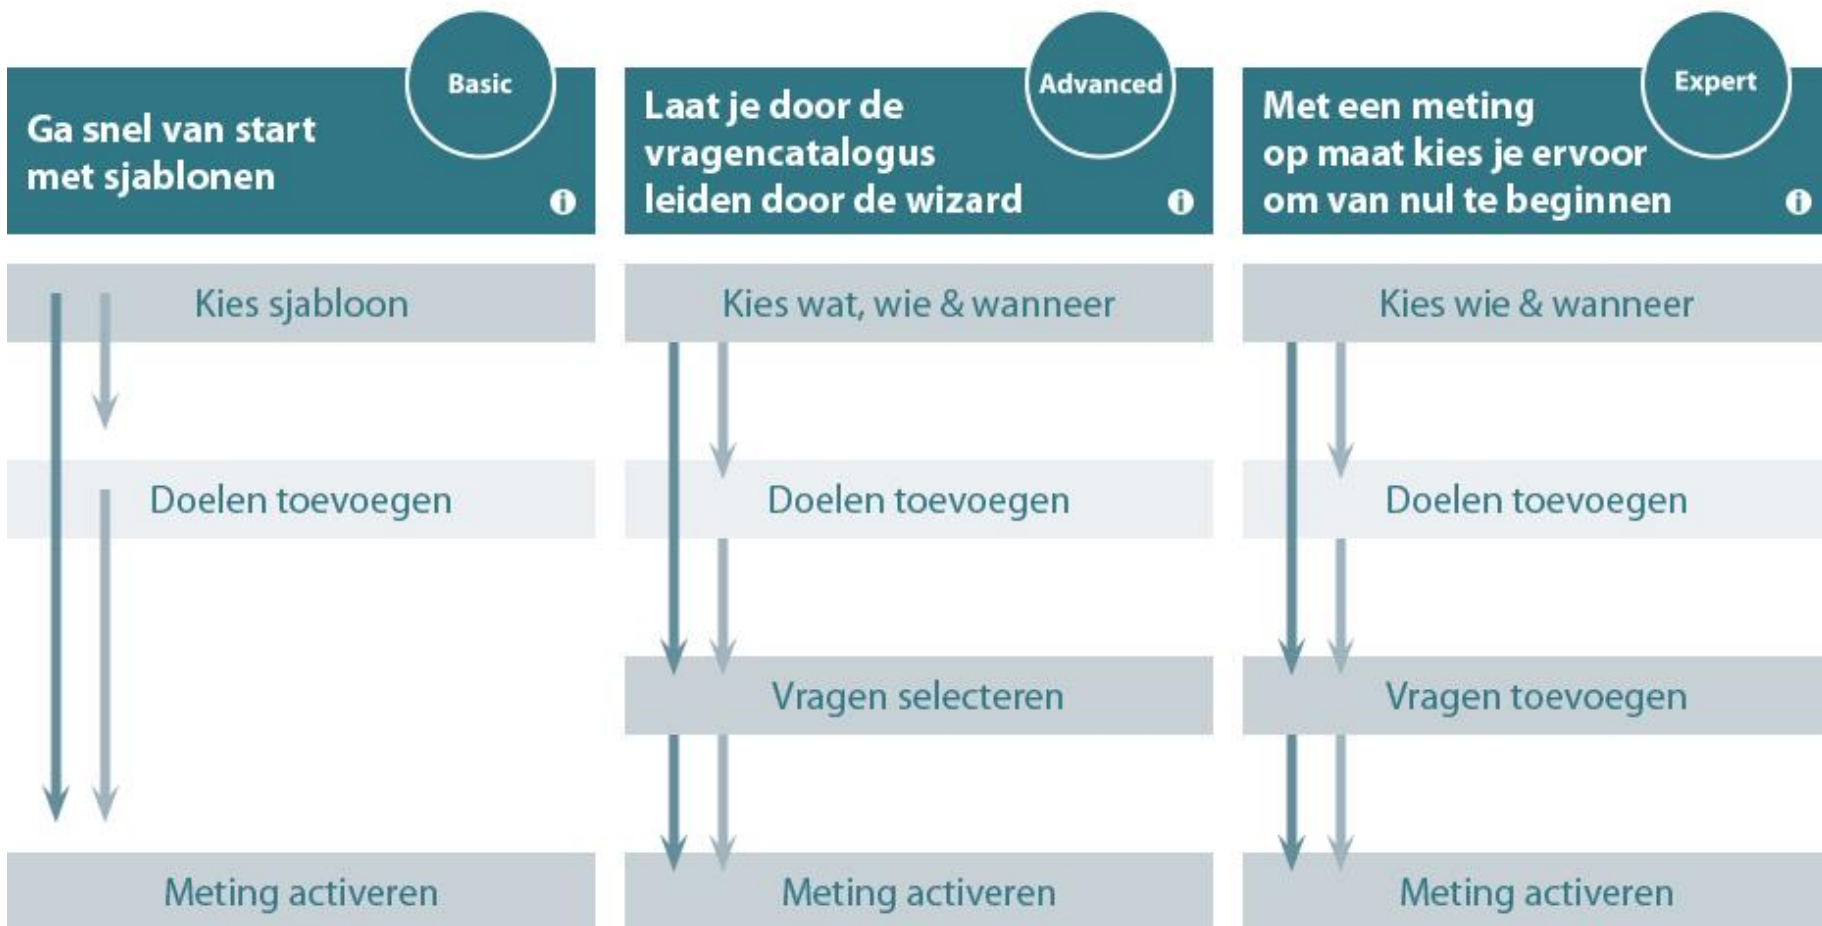 Basic
Ga snel van start
met sjablonen
Kies sjabloon
Doelen toevoegen
Meting activeren
Advanced
Laat je door de
vragencatalogus
leiden door de wizard
Kies wat, wie & wanneer
Doelen toevoegen
Vragen selecteren
Meting activeren
Expert
Met een meting
op maat kies je ervoor
om van nul te beginnen
Kies wie & wanneer
Doelen toevoegen
Vragen toevoegen
Meting activeren